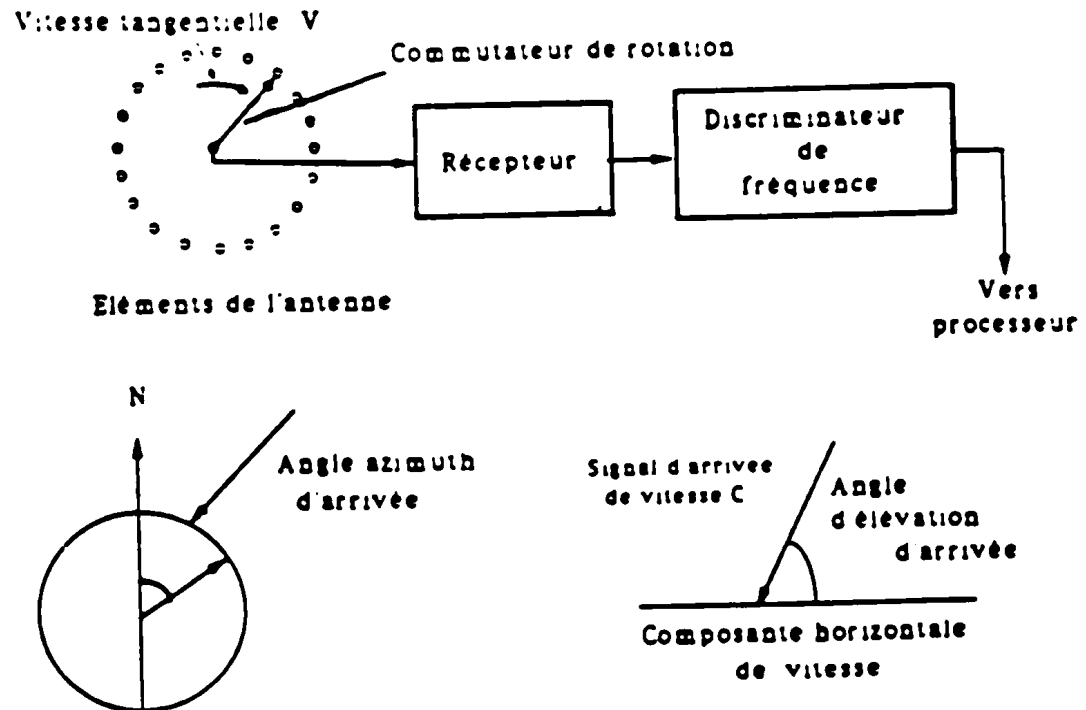 Vitesse tangentielle V
Commutateur de rotation
Récepteur
Discriminateur
de
fréquence
Eléments de l'antenne
Vers
processeur
N
Angle azimuth
d'arrivée
Signal d'arrivée
de vitesse C
Angle
d'élévation
d'arrivée
Composante horizontale
de vitesse